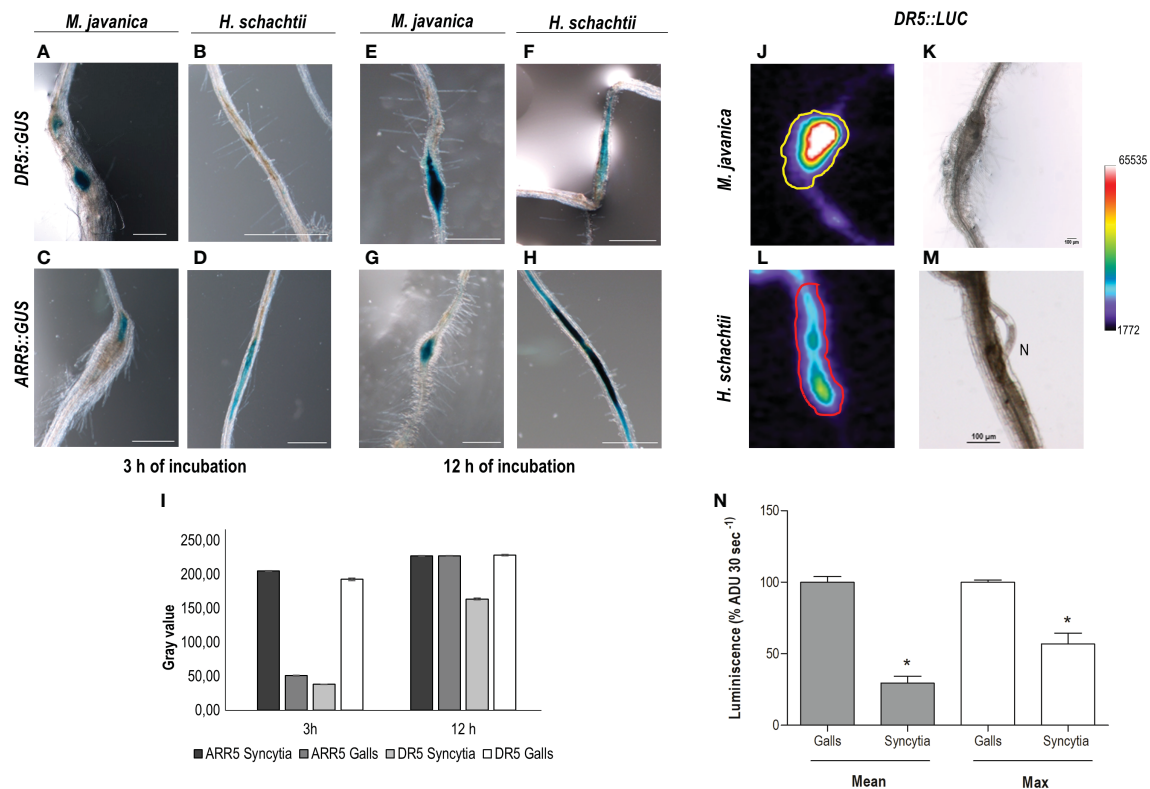 M. javanica
H. schachtii
M. javanica
H. schachtii
DR5::LUC
A
B
E
F
J
K
DR5::GUS
M. javanica
100 µm
65535
1772
C
D
G
H
L
M
ARR5::GUS
H. schachtii
N
100 µm
3 h of incubation
12 h of incubation
I
250,00
200,00
150,00
100,00
50,00
0,00
Gray value
3h
12 h
ARR5 Syncytia
ARR5 Galls
DR5 Syncytia
DR5 Galls
N
150
100
50
0
Luminiscence (% ADU 30 sec -1)
*
*
Galls
Syncytia
Galls
Syncytia
Mean
Max